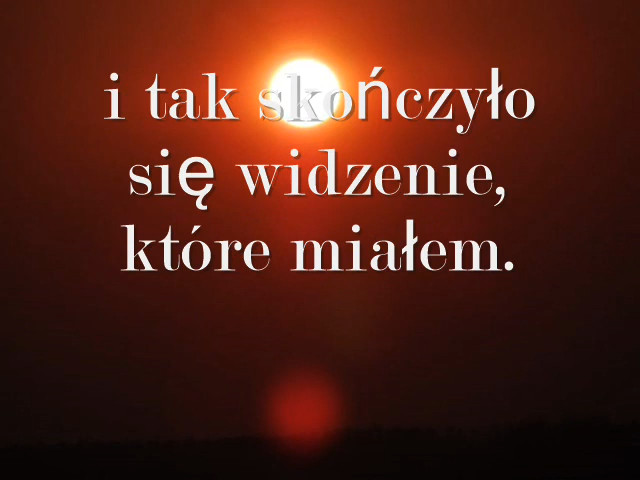 i tak skończyło
się widzenie,
które miałem.